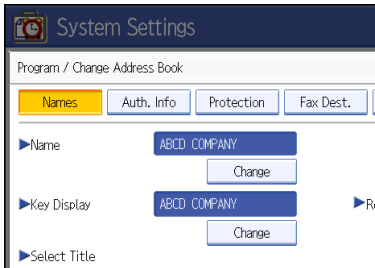 System Settings
Program / Change Address Book
Names Auth. Info Protection Fax Dest.
▶Name ABCD COMPANY
Change
▶Key Display ABCD COMPANY ▶R
Change
▶Select Title